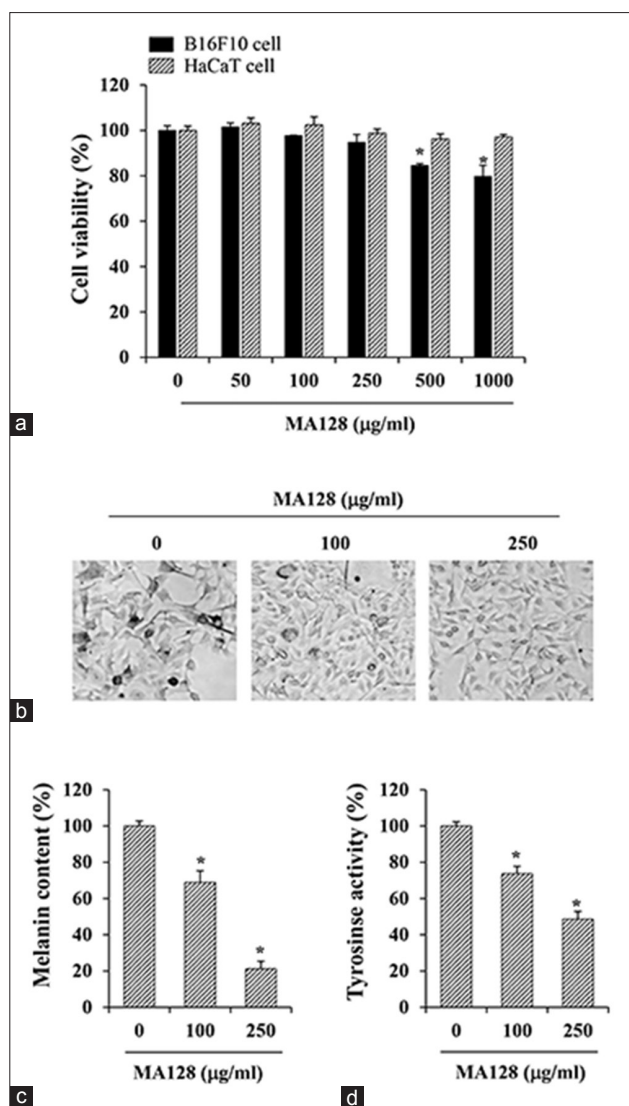 B16F10 cell
HaCaT cell
Cell viability (%)
120
100
80
60
40
20
0
*
*
0 50 100 250 500 1000
MA128 (μg/ml)
a
MA128 (μg/ml)
0 100 250
b
Melanin content (%)
120
100
80
60
40
20
0
*
*
0 100 250
MA128 (μg/ml)
c
Tyrosinse activity (%)
120
100
80
60
40
20
0
*
*
0 100 250
MA128 (μg/ml)
d